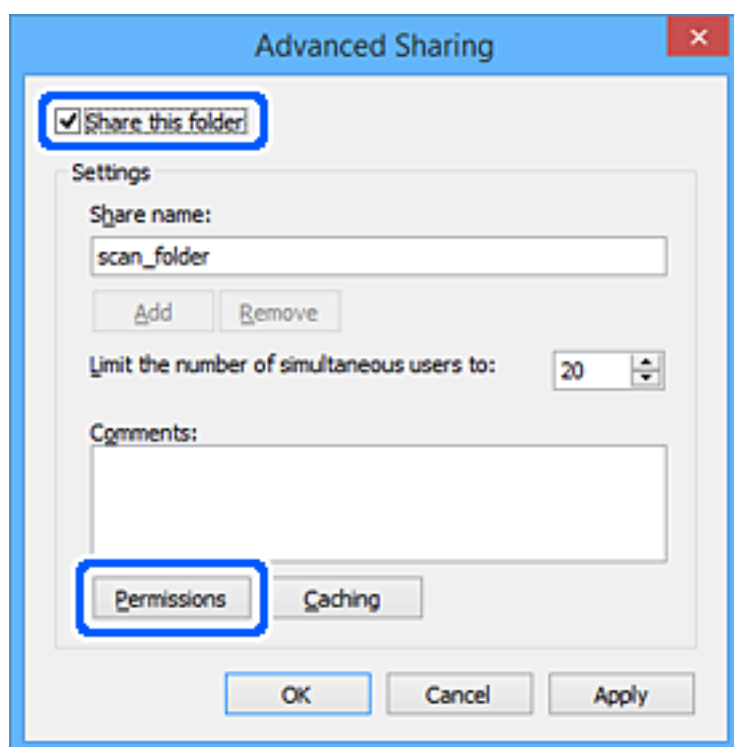 Advanced Sharing
Share this folder
Settings
Share name:
scan_folder
Add Remove
Limit the number of simultaneous users to: 20
Comments:
Permissions Caching
OK Cancel Apply